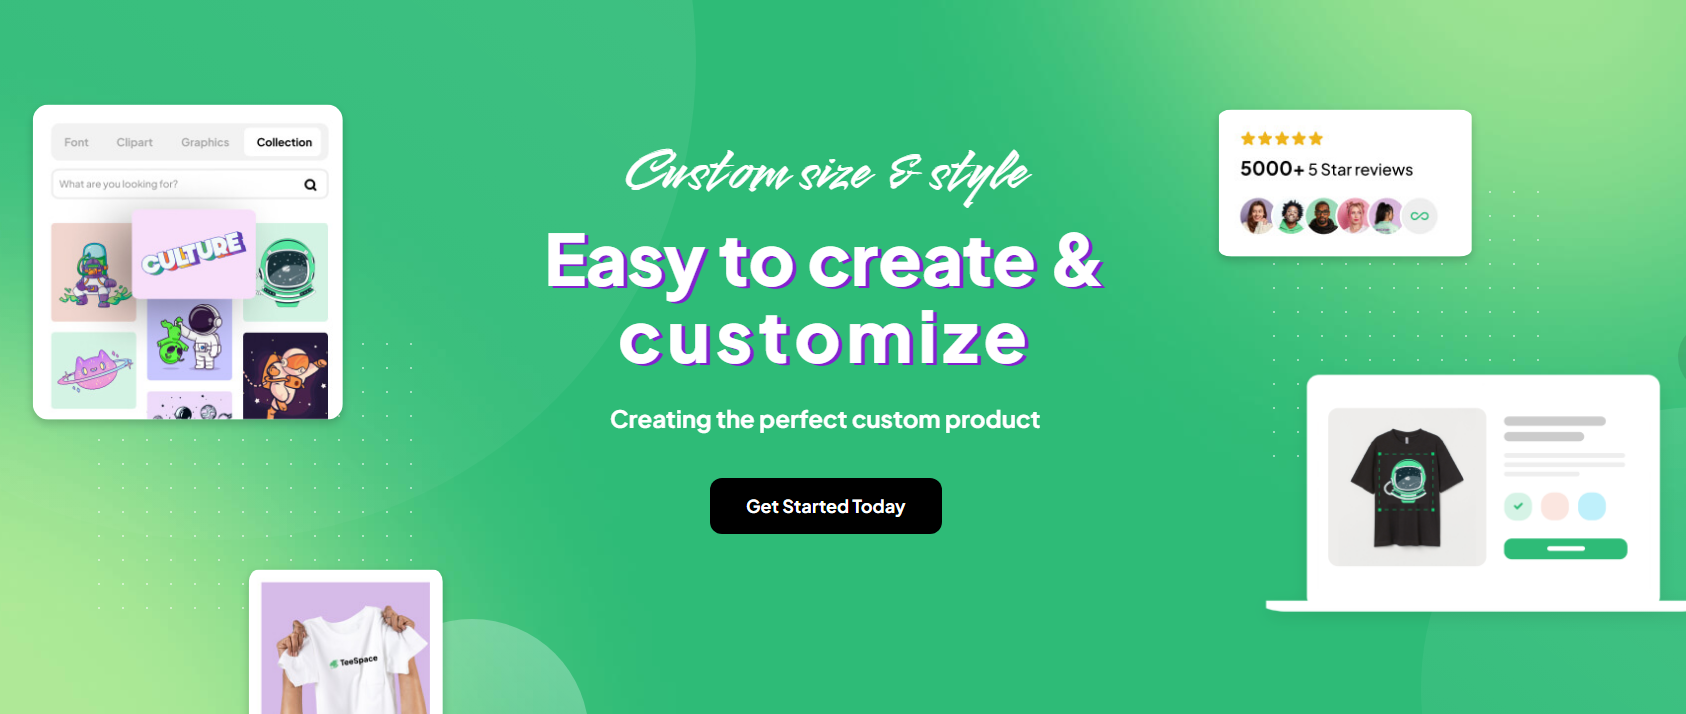 Font Clipart Graphics Collection
What are you looking for?
CULTURE
Custom size & style
Easy to create &
customize
Creating the perfect custom product
Get Started Today
5000+ 5 Star reviews
TeeSpace